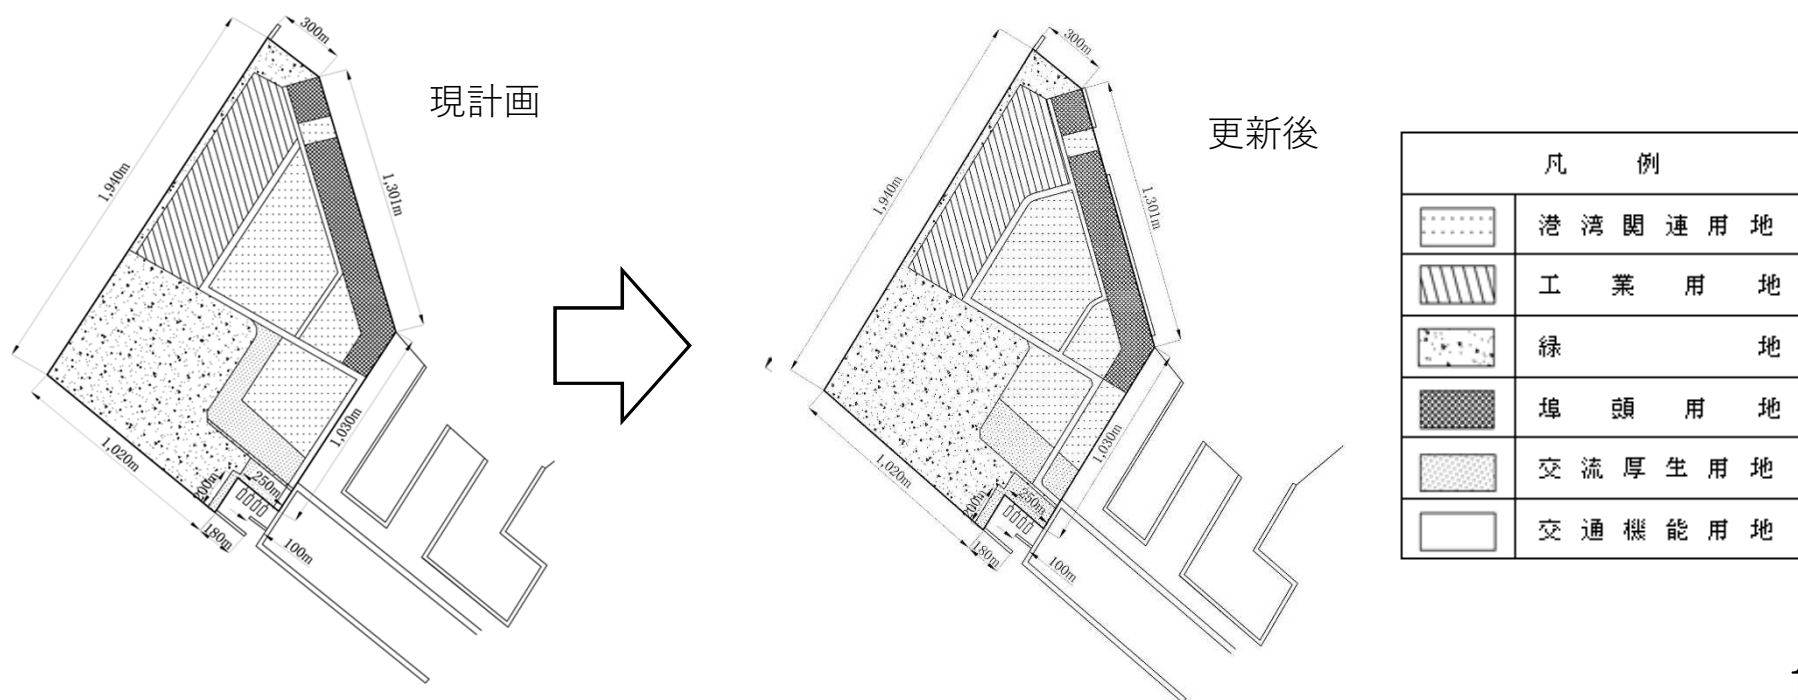 現計画
300m
1,940m
1,301m
1,030m
1,020m
200m
250m
180m
100m
更新後
300m
1,940m
1,301m
1,030m
1,020m
200m
250m
180m
100m
凡例
港湾関連用地
工業用地
緑地
埠頭用地
交流厚生用地
交通機能用地